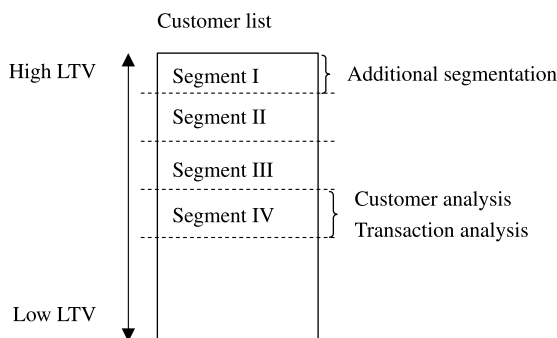 Customer list
High LTV
Segment I
Additional segmentation
Segment II
Segment III
Segment IV
Customer analysis
Transaction analysis
Low LTV